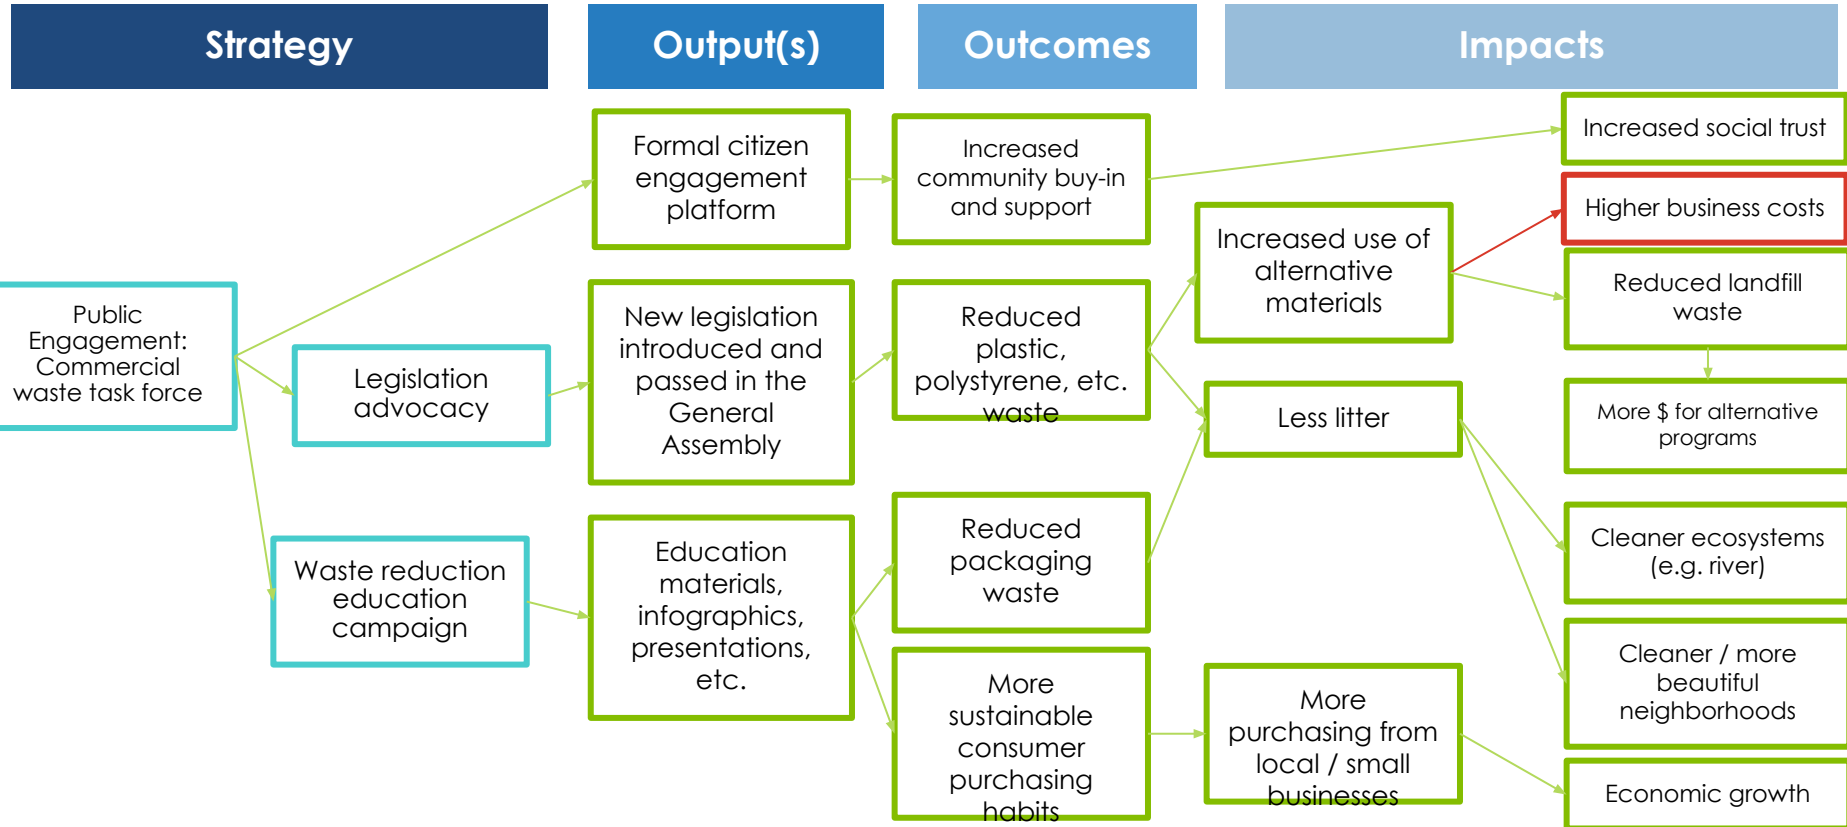 Strategy
Output(s)
Outcomes
Impacts
Public
Engagement:
Commercial
waste task force
Legislation
advocacy
Waste reduction
education
campaign
Formal citizen
engagement
platform
New legislation
introduced and
passed in the
General
Assembly
Education
materials,
infographics,
presentations,
etc.
Increased
community buy-in
and support
Reduced
plastic,
polystyrene, etc.
waste
Reduced
packaging
waste
More
sustainable
consumer
purchasing
habits
Increased use of
alternative
materials
Less litter
More
purchasing from
local / small
businesses
Increased social trust
Higher business costs
Reduced landfill
waste
More $ for alternative
programs
Cleaner ecosystems
(e.g. river)
Cleaner / more
beautiful
neighborhoods
Economic growth